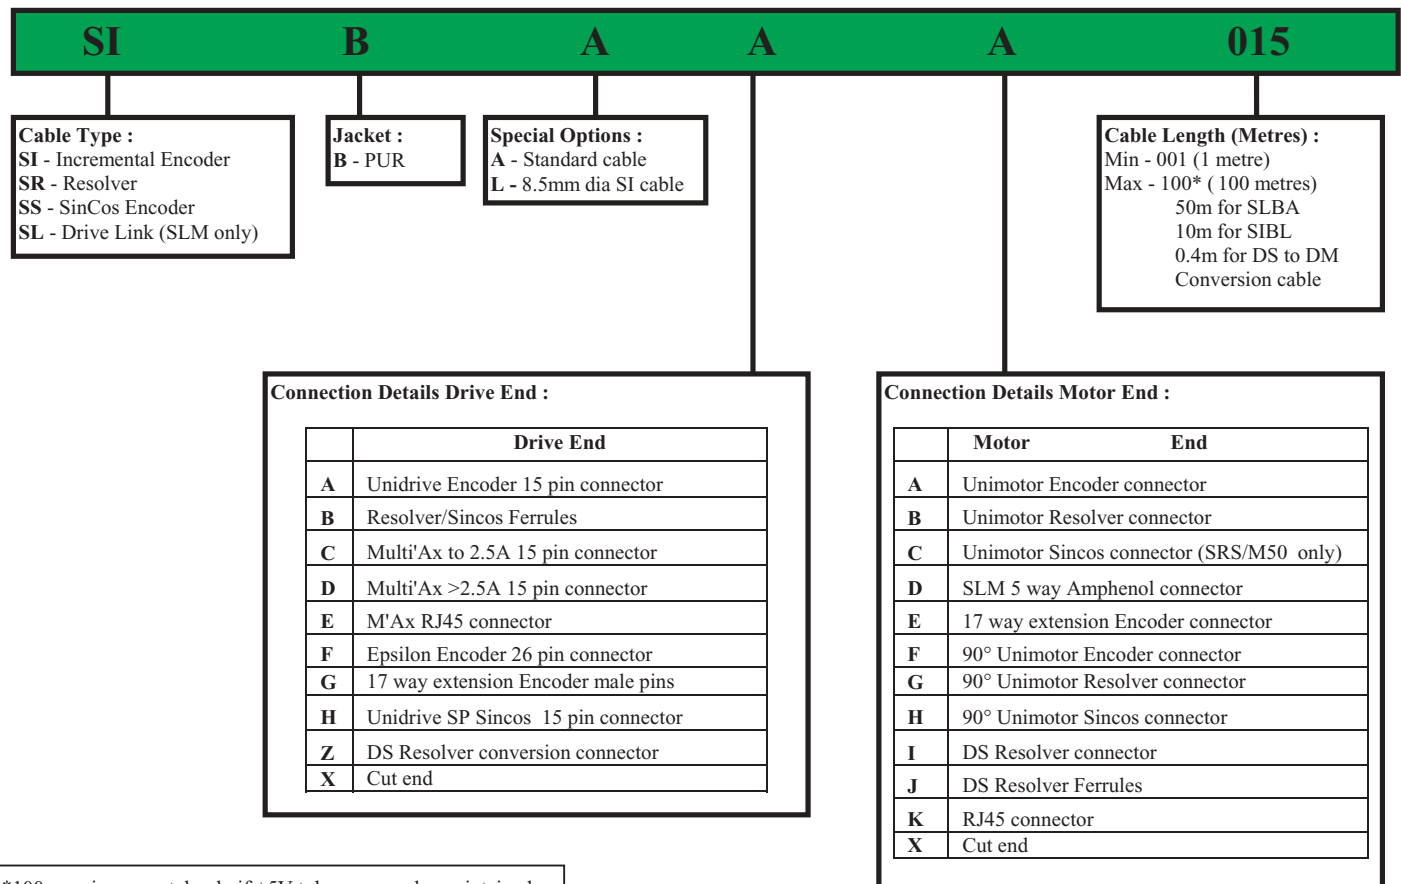 SI B A A A 015
Cable Type :
SI - Incremental Encoder
SR - Resolver
SS - SinCos Encoder
SL - Drive Link (SLM only)
Jacket :
B - PUR
Special Options :
A - Standard cable
L - 8.5mm dia SI cable
Cable Length (Metres) :
Min - 001 (1 metre)
Max - 100* ( 100 metres)
50m for SLBA
10m for SIBL
0.4m for DS to DM
Conversion cable
Connection Details Drive End :
Drive End
A Unidrive Encoder 15 pin connector
B Resolver/Sincos Ferrules
C Multi'Ax to 2.5A 15 pin connector
D Multi'Ax >2.5A 15 pin connector
E M'Ax RJ45 connector
F Epsilon Encoder 26 pin connector
G 17 way extension Encoder male pins
H Unidrive SP Sincos 15 pin connector
Z DS Resolver conversion connector
X Cut end
Connection Details Motor End :
Motor End
A Unimotor Encoder connector
B Unimotor Resolver connector
C Unimotor Sincos connector (SRS/M50 only)
D SLM 5 way Amphenol connector
E 17 way extension Encoder connector
F 90° Unimotor Encoder connector
G 90° Unimotor Resolver connector
H 90° Unimotor Sincos connector
I DS Resolver connector
J DS Resolver Ferrules
K RJ45 connector
X Cut end